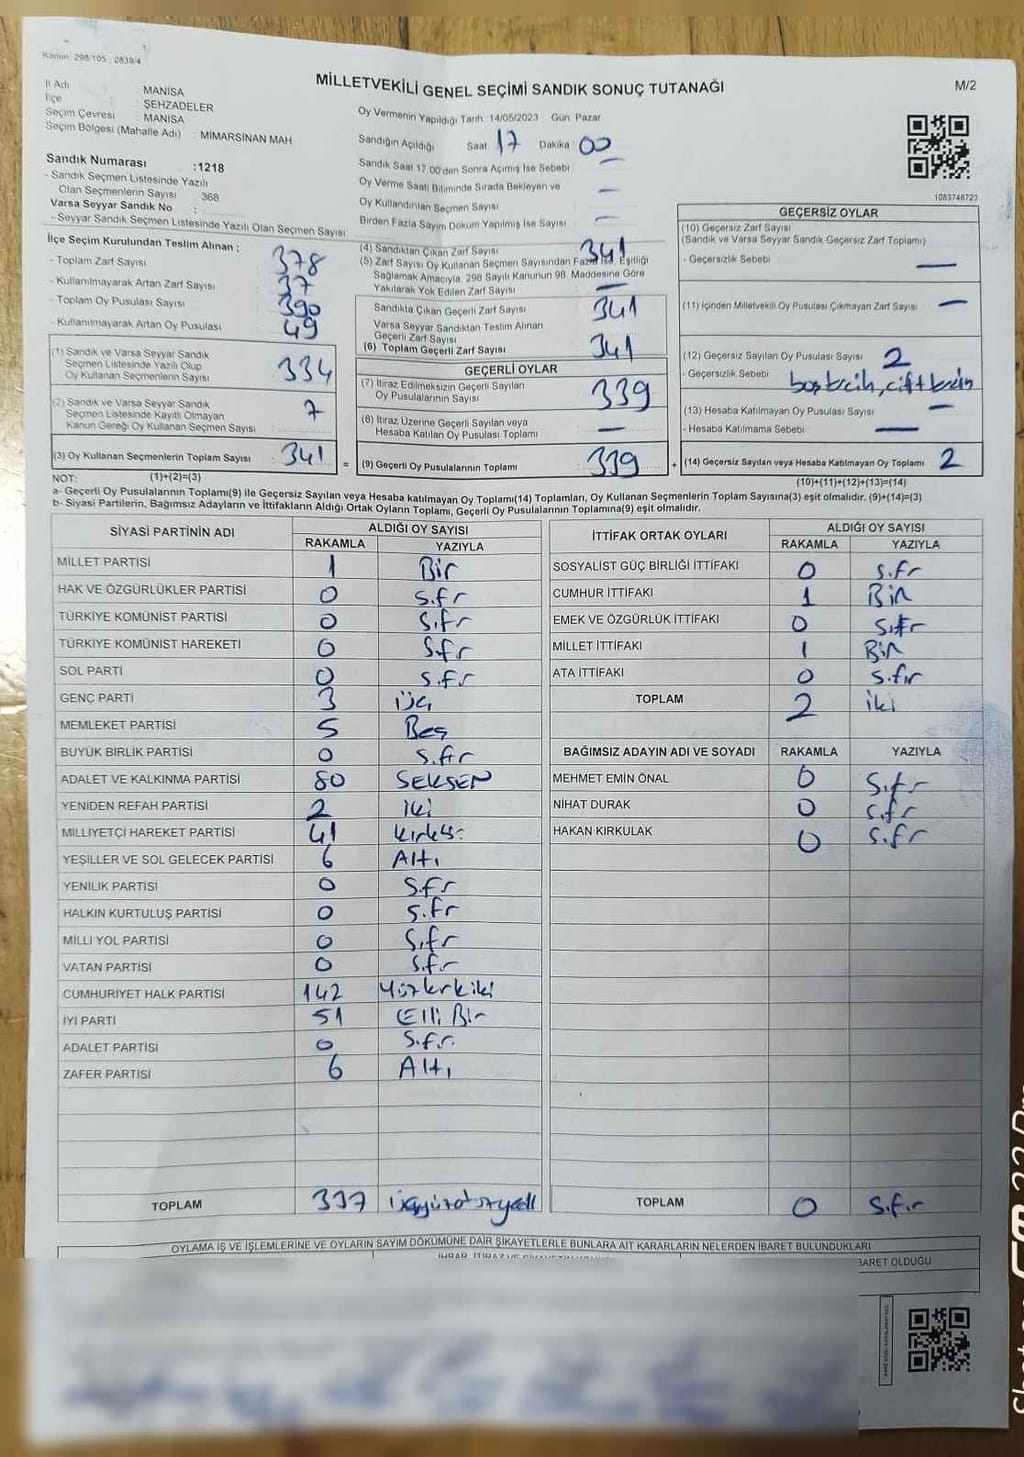 Kanun: 298/105, 2839/4
MİLLETVEKİLİ GENEL SEÇİMİ SANDIK SONUÇ TUTANAĞI
M/2
İl Adı MANİSA
İlçe ŞEHZADELER
Seçim Çevresi MANİSA
Seçim Bölgesi (Mahalle Adı) : MİMARSİNAN MAH
Sandık Numarası :1218
- Sandık Seçmen Listesinde Yazılı
Olan Seçmenlerin Sayısı 368
Varsa Seyyar Sandık No :
- Seyyar Sandık Seçmen Listesinde Yazılı Olan Seçmen Sayısı:
Oy Vermenin Yapıldığı Tarih :14/05/2023 Gün: Pazar
Sandığın Açıldığı Saat 17 Dakika 00
Sandık Saat 17.00'den Sonra Açımış İse Sebebi —
Oy Verme Saati Bitiminde Sırada Bekleyen ve
Oy Kullandırılan Seçmen Sayısı —
Birden Fazla Sayım Döküm Yapılmış İse Sayısı —
1083748723
İlçe Seçim Kurulundan Teslim Alınan ;
- Toplam Zarf Sayısı 378
- Kullanılmayarak Artan Zarf Sayısı 37
- Toplam Oy Pusulası Sayısı 390
- Kullanılmayarak Artan Oy Pusulası 49
(1) Sandık ve Varsa Seyyar Sandık
Seçmen Listesinde Yazılı Olup
Oy Kullanan Seçmenlerin Sayısı 334
(2) Sandık ve Varsa Seyyar Sandık
Seçmen Listesinde Kayıtlı Olmayan
Kanun Gereği Oy Kullanan Seçmen Sayısı 7
(3) Oy Kullanan Seçmenlerin Toplam Sayısı 341 =
(4) Sandıktan Çıkan Zarf Sayısı 341
(5) Zarf Sayısı Oy Kullanan Seçmen Sayısından Fazla İse, Eşitliği
Sağlamak Amacıyla, 298 Sayılı Kanunun 98. Maddesine Göre
Yakılarak Yok Edilen Zarf Sayısı —
Sandıkta Çıkan Geçerli Zarf Sayısı 341
Varsa Seyyar Sandıktan Teslim Alınan
Geçerli Zarf Sayısı
(6) Toplam Geçerli Zarf Sayısı 341
GEÇERLİ OYLAR
(7) İtiraz Edilmeksizin Geçerli Sayılan
Oy Pusulalarının Sayısı 339
(8) İtiraz Üzerine Geçerli Sayılan veya
Hesaba Katılan Oy Pusulası Toplamı —
(9) Geçerli Oy Pusulalarının Toplamı 339 +
GEÇERSİZ OYLAR
(10) Geçersiz Zarf Sayısı
(Sandık ve Varsa Seyyar Sandık Geçersiz Zarf Toplamı)
- Geçersizlik Sebebi —
(11) İçinden Milletvekili Oy Pusulası Çıkmayan Zarf Sayısı —
(12) Geçersiz Sayılan Oy Pusulası Sayısı 2
- Geçersizlik Sebebi boş tercih, çift tercih
(13) Hesaba Katılmayan Oy Pusulası Sayısı —
- Hesaba Katılmama Sebebi —
(14) Geçersiz Sayılan veya Hesaba Katılmayan Oy Toplamı 2
NOT: (1)+(2)=(3)
(10)+(11)+(12)+(13)=(14)
a- Geçerli Oy Pusulalarının Toplamı(9) ile Geçersiz Sayılan veya Hesaba katılmayan Oy Toplamı(14) Toplamları, Oy Kullanan Seçmenlerin Toplam Sayısına(3) eşit olmalıdır. (9)+(14)=(3)
b- Siyasi Partilerin, Bağımsız Adayların ve İttifakların Aldığı Ortak Oyların Toplamı, Geçerli Oy Pusulalarının Toplamına(9) eşit olmalıdır.
SİYASİ PARTİNİN ADI ALDIĞI OY SAYISI
RAKAMLA YAZIYLA
MİLLET PARTİSİ 1 Bir
HAK VE ÖZGÜRLÜKLER PARTİSİ 0 sıfır
TÜRKİYE KOMÜNİST PARTİSİ 0 sıfır
TÜRKİYE KOMÜNİST HAREKETİ 0 sıfır
SOL PARTİ 0 sıfır
GENÇ PARTİ 3 üç
MEMLEKET PARTİSİ 5 Beş
BÜYÜK BİRLİK PARTİSİ 0 sıfır
ADALET VE KALKINMA PARTİSİ 80 SEKSEN
YENİDEN REFAH PARTİSİ 2 iki
MİLLİYETÇİ HAREKET PARTİSİ 41 kırkbir
YEŞİLLER VE SOL GELECEK PARTİSİ 6 Altı
YENİLİK PARTİSİ 0 sıfır
HALKIN KURTULUŞ PARTİSİ 0 sıfır
MİLLİ YOL PARTİSİ 0 sıfır
VATAN PARTİSİ 0 sıfır
CUMHURİYET HALK PARTİSİ 142 Yüzkırkiki
İYİ PARTİ 51 Elli Bir
ADALET PARTİSİ 0 sıfır
ZAFER PARTİSİ 6 Altı
TOPLAM 337 üçyüzotuzyedi
İTTİFAK ORTAK OYLARI ALDIĞI OY SAYISI
RAKAMLA YAZIYLA
SOSYALİST GÜÇ BİRLİĞİ İTTİFAKI 0 sıfır
CUMHUR İTTİFAKI 1 Bir
EMEK VE ÖZGÜRLÜK İTTİFAKI 0 sıfır
MİLLET İTTİFAKI 1 Bir
ATA İTTİFAKI 0 sıfır
TOPLAM 2 iki
BAĞIMSIZ ADAYIN ADI VE SOYADI RAKAMLA YAZIYLA
MEHMET EMİN ÖNAL 0 sıfır
NİHAT DURAK 0 sıfır
HAKAN KIRKULAK 0 sıfır
TOPLAM 0 sıfır
OYLAMA İŞ VE İŞLEMLERİNE VE OYLARIN SAYIM DÖKÜMÜNE DAİR ŞİKAYETLERLE BUNLARA AİT KARARLARIN NELERDEN İBARET BULUNDUKLARI
BARET OLDUĞU